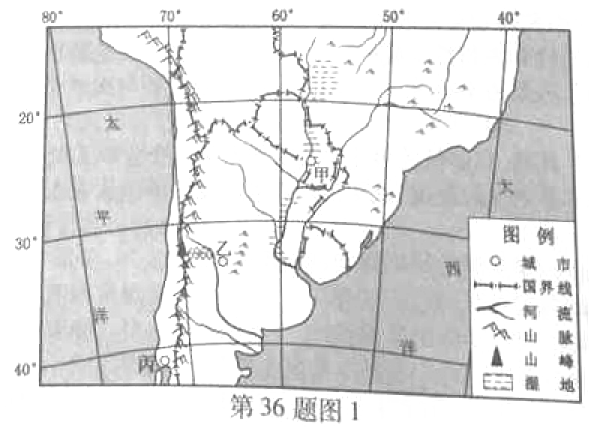 80° 70° 60° 50° 40°
20°
太
甲
大
平
30°
6960
乙
西
洋
洋
丙
40°
图 例
城 市
国界线
河 流
山 脉
山 峰
湿 地
第36题图1